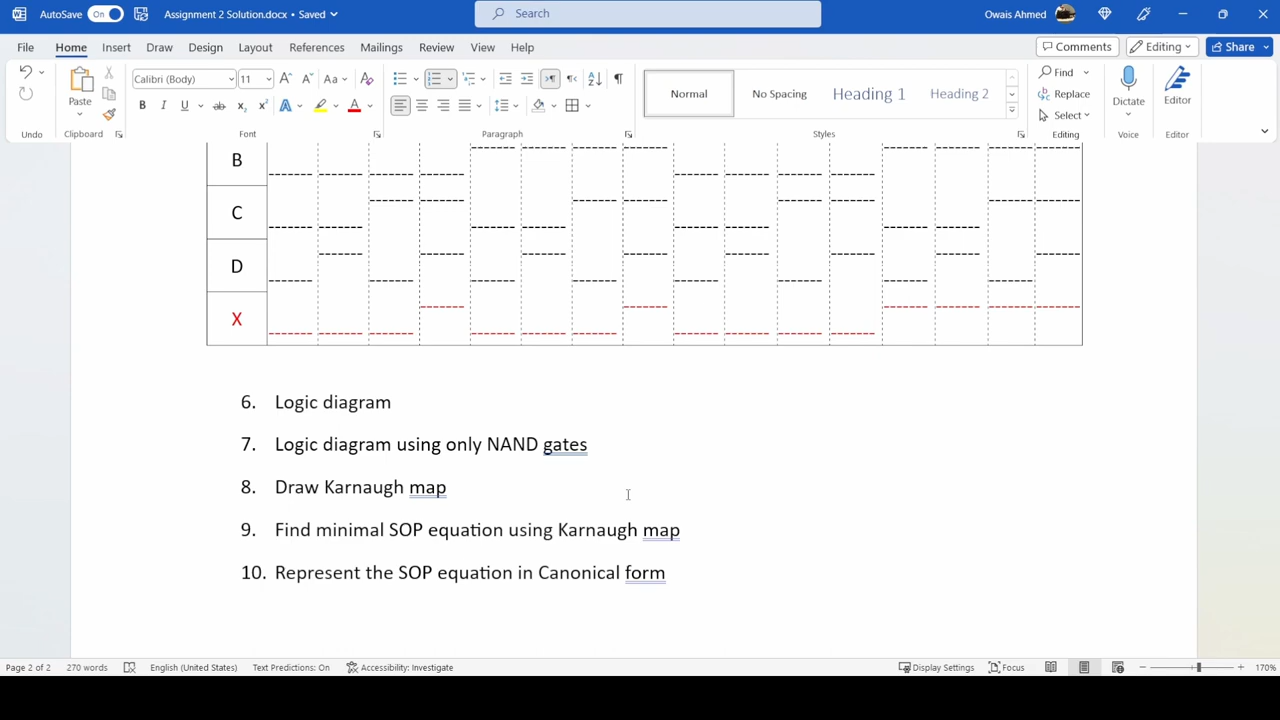 AutoSave On Assignment 2 Solution.docx • Saved Search Owais Ahmed
File Home Insert Draw Design Layout References Mailings Review View Help Comments Editing Share
Calibri (Body) 11 Normal No Spacing Heading 1 Heading 2 Find
Paste Replace Dictate Editor
Select
Undo Clipboard Font Paragraph Styles Editing Voice Editor
B
C
D
X
6. Logic diagram
7. Logic diagram using only NAND gates
8. Draw Karnaugh map
9. Find minimal SOP equation using Karnaugh map
10. Represent the SOP equation in Canonical form
Page 2 of 2 270 words English (United States) Text Predictions: On Accessibility: Investigate Display Settings Focus 170%